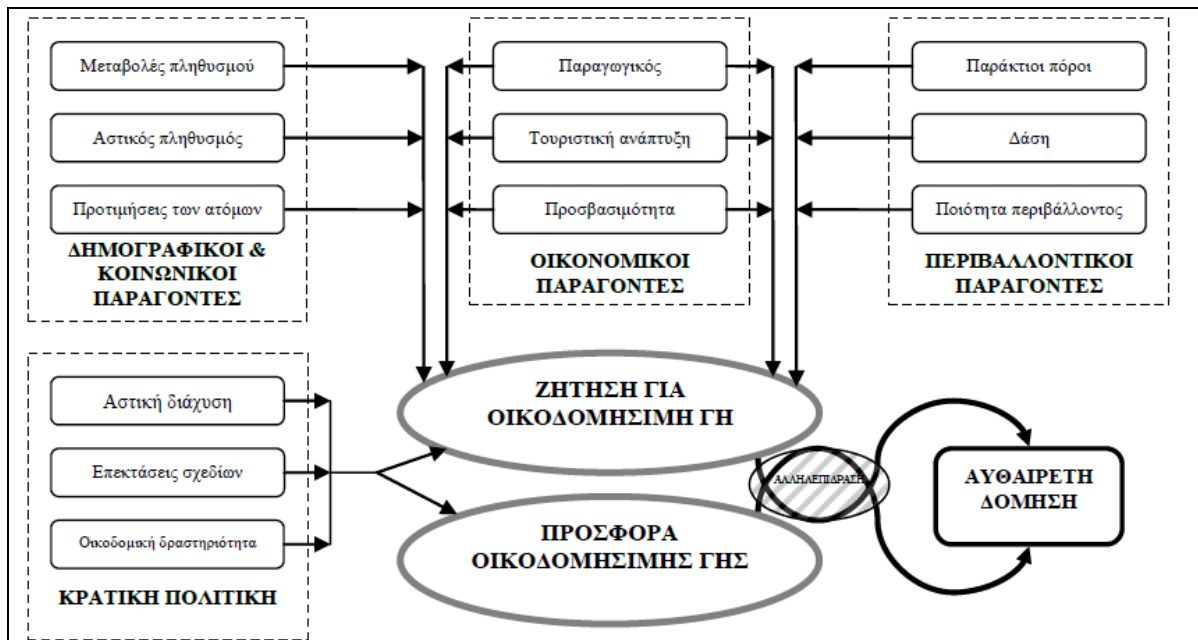 Μεταβολές πληθυσμού
Αστικός πληθυσμός
Προτιμήσεις των ατόμων
ΔΗΜΟΓΡΑΦΙΚΟΙ &
ΚΟΙΝΩΝΙΚΟΙ
ΠΑΡΑΓΟΝΤΕΣ
Παραγωγικός
Τουριστική ανάπτυξη
Προσβασιμότητα
ΟΙΚΟΝΟΜΙΚΟΙ
ΠΑΡΑΓΟΝΤΕΣ
Παράκτιοι πόροι
Δάση
Ποιότητα περιβάλλοντος
ΠΕΡΙΒΑΛΛΟΝΤΙΚΟΙ
ΠΑΡΑΓΟΝΤΕΣ
Αστική διάχυση
Επεκτάσεις σχεδίων
Οικοδομική δραστηριότητα
ΚΡΑΤΙΚΗ ΠΟΛΙΤΙΚΗ
ΖΗΤΗΣΗ ΓΙΑ
ΟΙΚΟΔΟΜΗΣΙΜΗ ΓΗ
ΠΡΟΣΦΟΡΑ
ΟΙΚΟΔΟΜΗΣΙΜΗΣ ΓΗΣ
ΑΛΛΗΛΕΠΙΔΡΑΣΗ
ΑΥΘΑΙΡΕΤΗ
ΔΟΜΗΣΗ